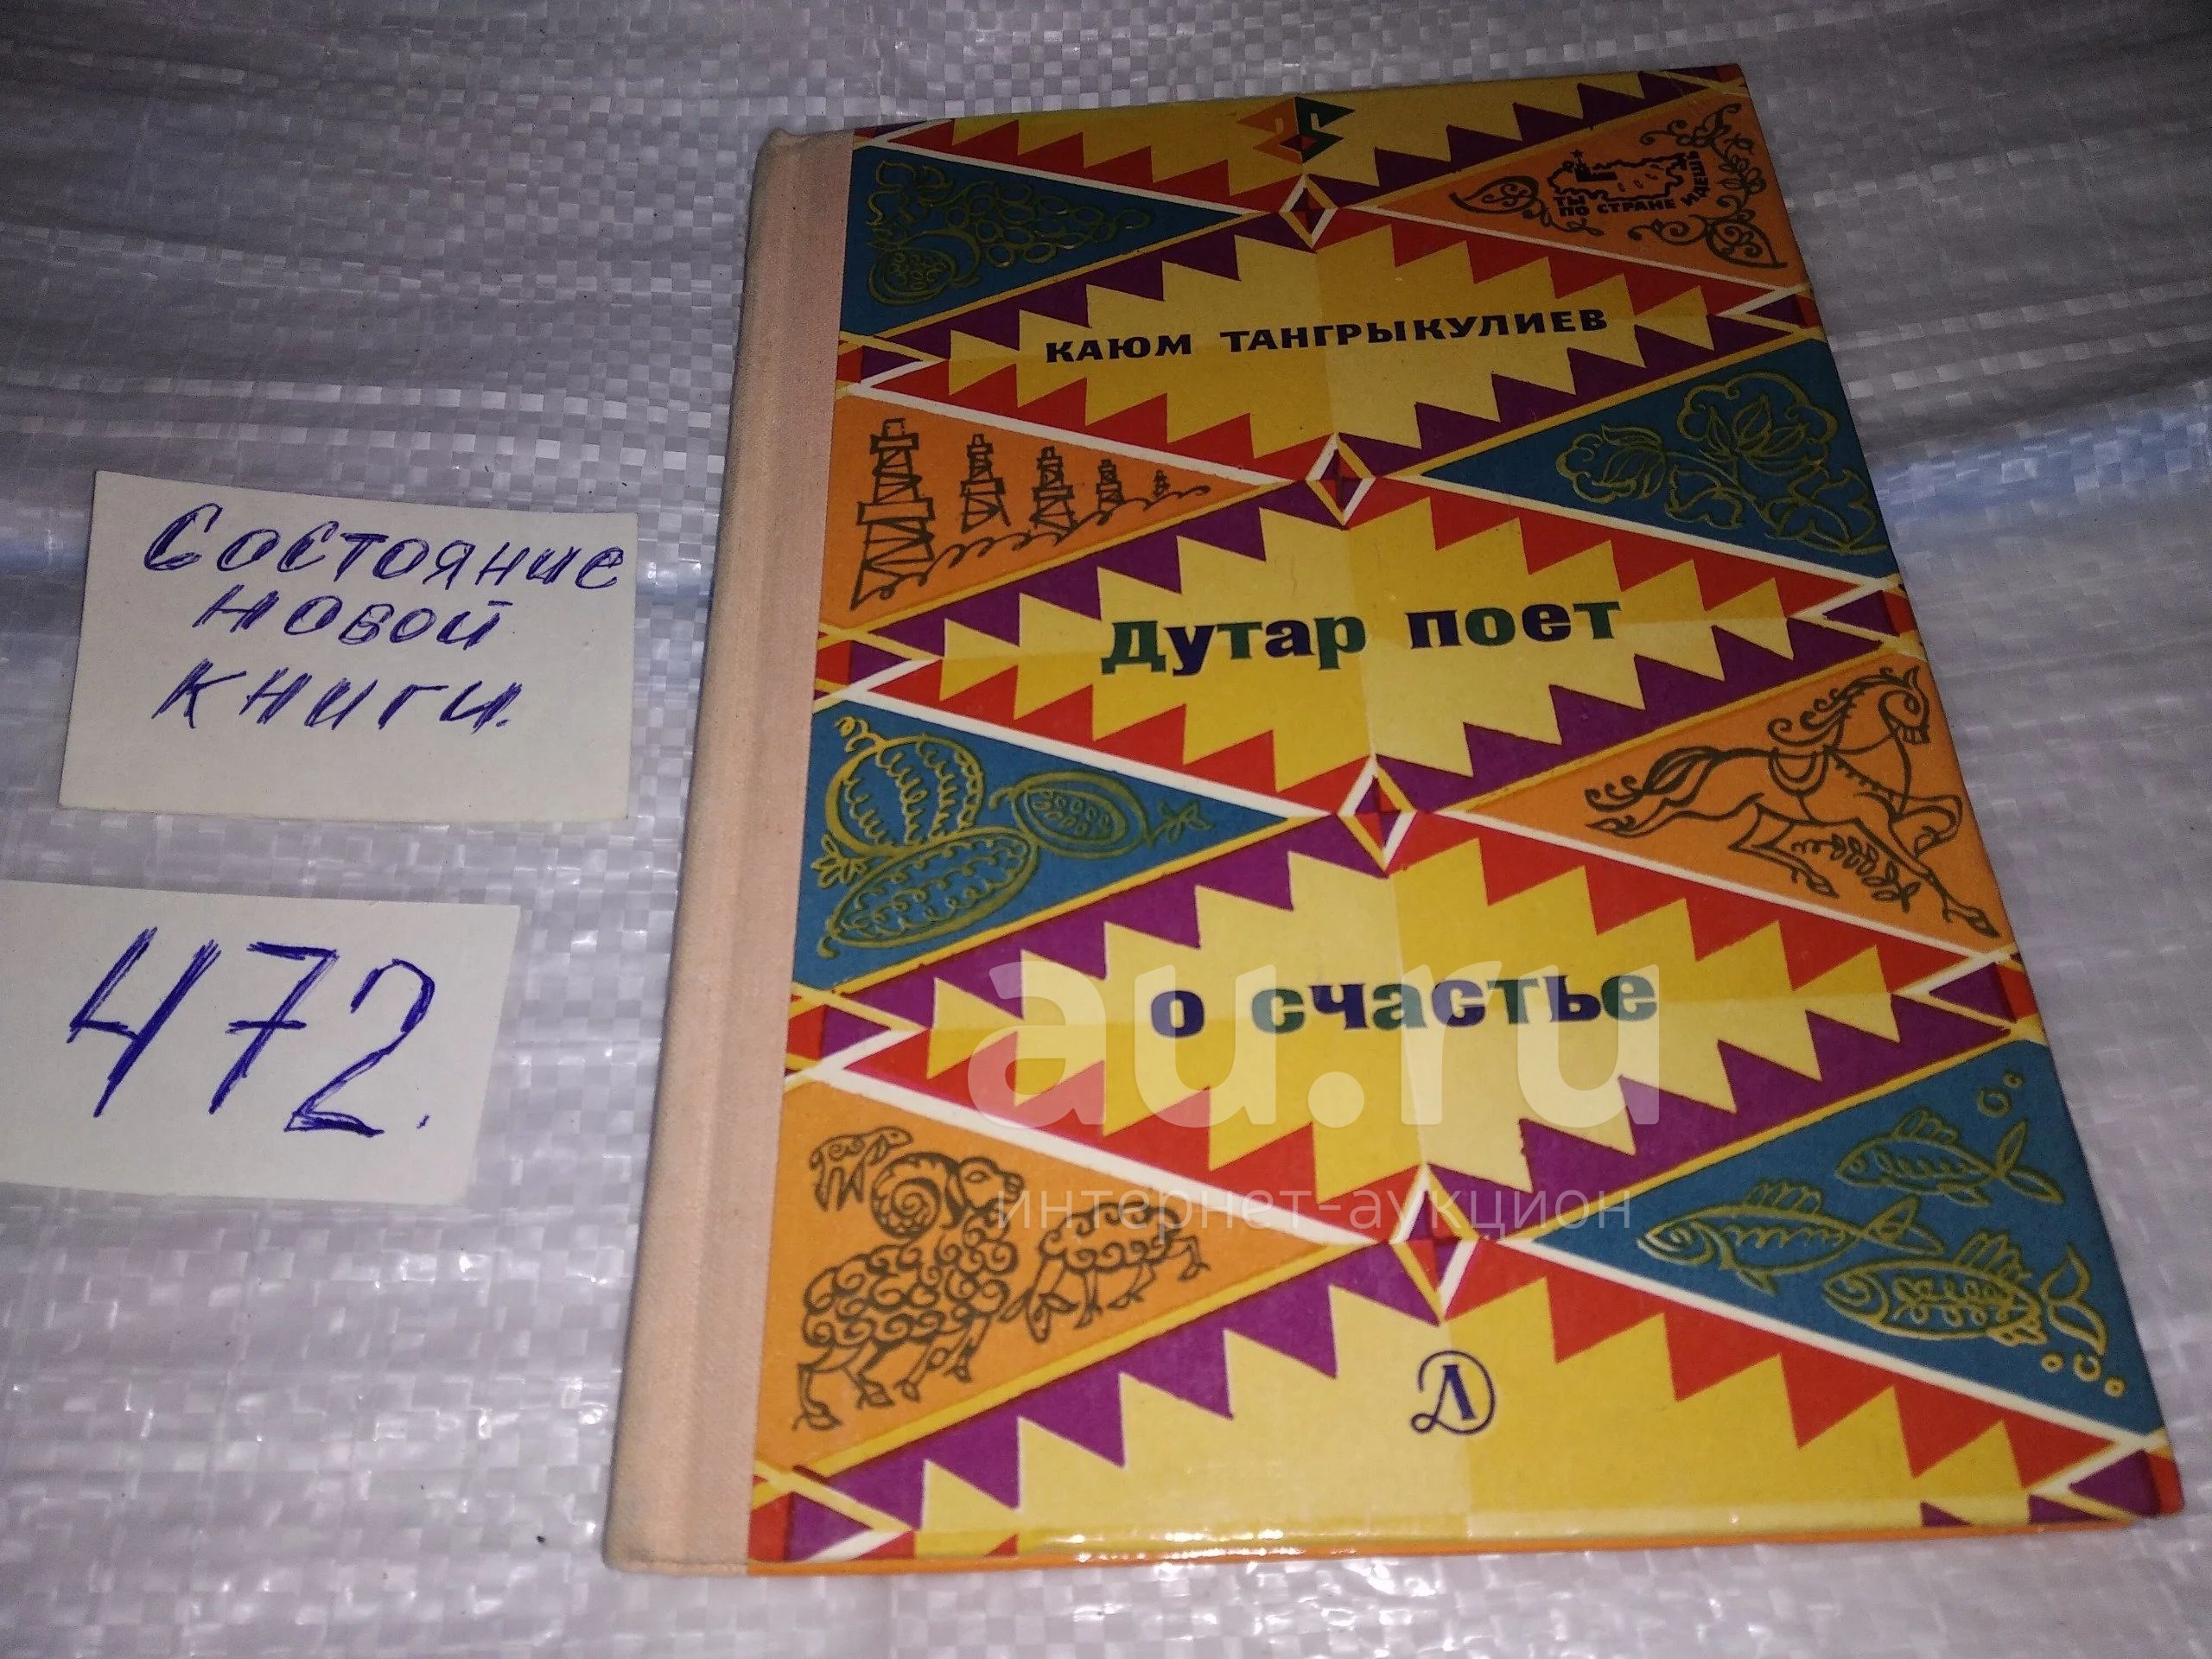 ТЫ
ПО СТРАНЕ ИДЕШЬ
КАЮМ ТАНГРЫКУЛИЕВ
дутар поет
о счастье
Состояние
новой
книги.
472.
au.ru
интернет-аукцион